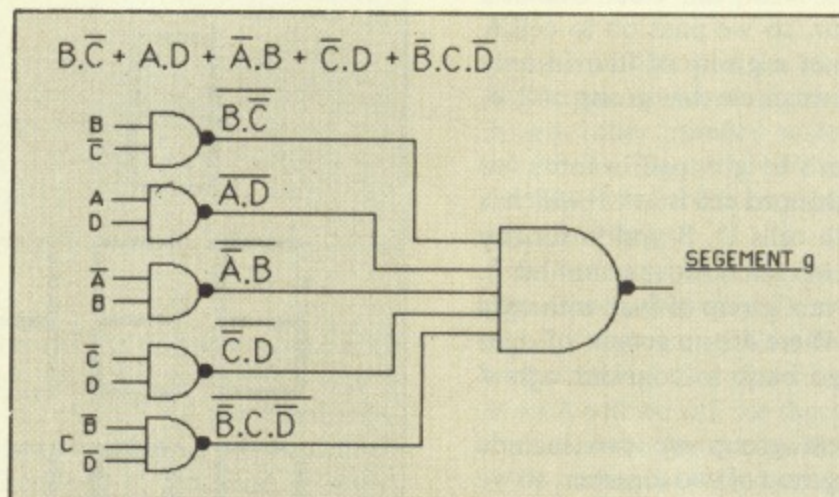 B.C̅ + A.D + A̅.B + C̅.D + B̅.C.D̅
B
C̅
B.C̅̅
A
D
A̅.D̅
A̅
B
A̅̅.B̅
SEGEMENT g
C̅
D
C̅̅.D̅
B̅
C
D̅
B̅̅.C̅.D̅̅